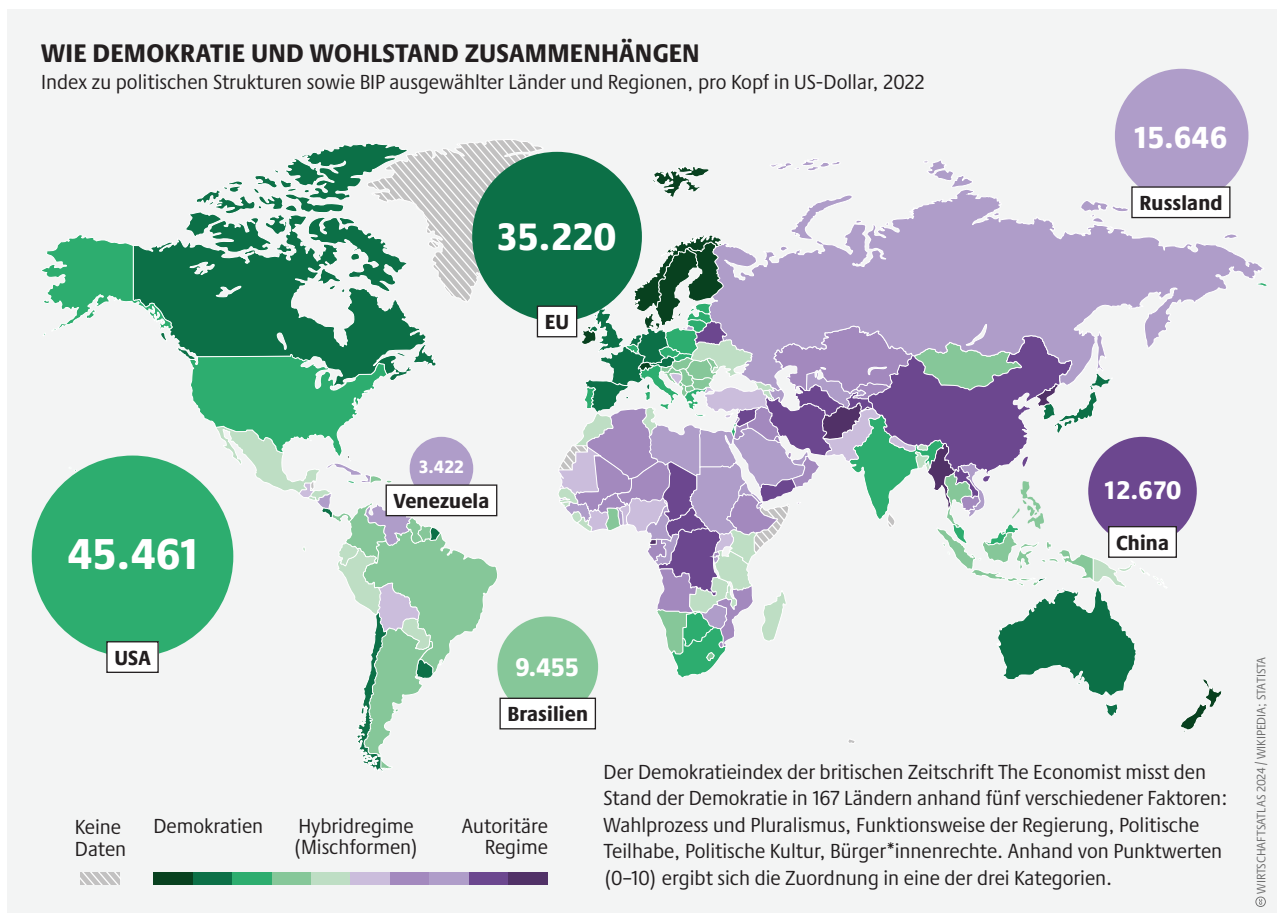 WIE DEMOKRATIE UND WOHLSTAND ZUSAMMENHÄNGEN
Index zu politischen Strukturen sowie BIP ausgewählter Länder und Regionen, pro Kopf in US-Dollar, 2022
15.646
Russland
35.220
EU
3.422
Venezuela
12.670
China
45.461
USA
9.455
Brasilien
Der Demokratieindex der britischen Zeitschrift The Economist misst den
Stand der Demokratie in 167 Ländern anhand fünf verschiedener Faktoren:
Wahlprozess und Pluralismus, Funktionsweise der Regierung, Politische
Teilhabe, Politische Kultur, Bürger*innenrechte. Anhand von Punktwerten
(0–10) ergibt sich die Zuordnung in eine der drei Kategorien.
Keine
Daten
Demokratien
Hybridregime
(Mischformen)
Autoritäre
Regime
WIRTSCHAFTSATLAS 2024 / WIKIPEDIA; STATISTA